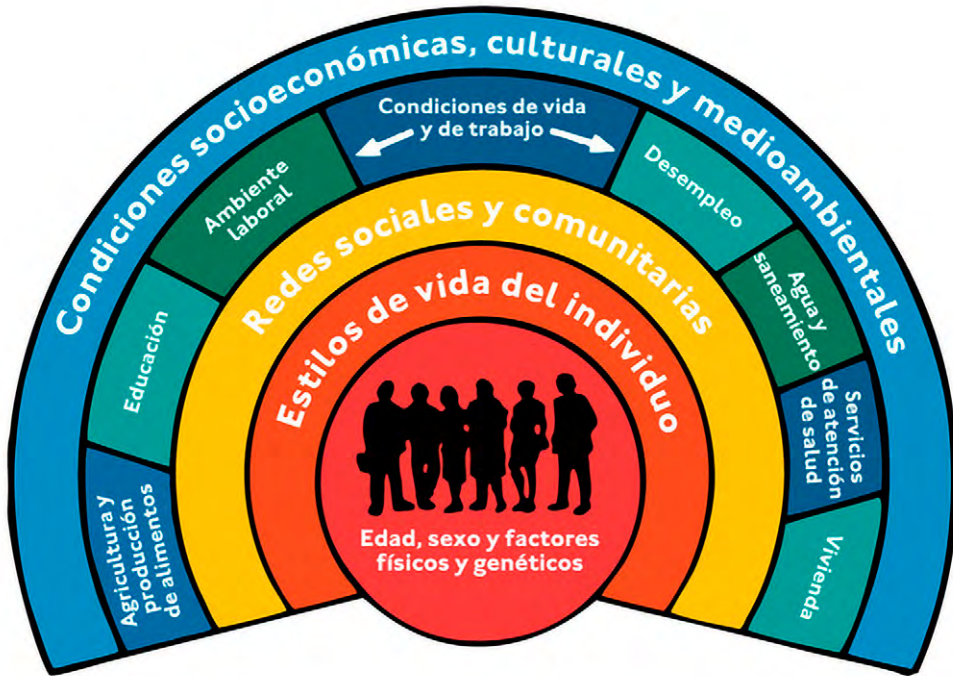 Condiciones socioeconómicas, culturales y medioambientales
Condiciones de vida
y de trabajo
Agricultura y
producción
de alimentos
Educación
Ambiente
laboral
Desempleo
Agua y
saneamiento
Servicios
de atención
de salud
Vivienda
Redes sociales y comunitarias
Estilos de vida del individuo
Edad, sexo y factores
físicos y genéticos